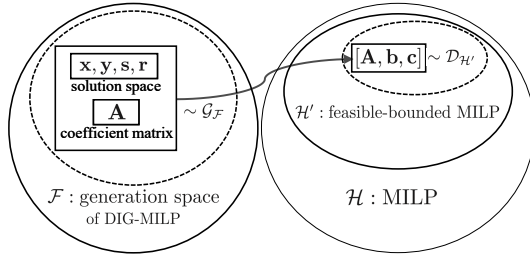 x, y, s, r
solution space
A
coefficient matrix
∼ 𝒢_ℱ
ℱ : generation space
of DIG-MILP
[A, b, c] ∼ 𝒟_ℋ′
ℋ′ : feasible-bounded MILP
ℋ : MILP